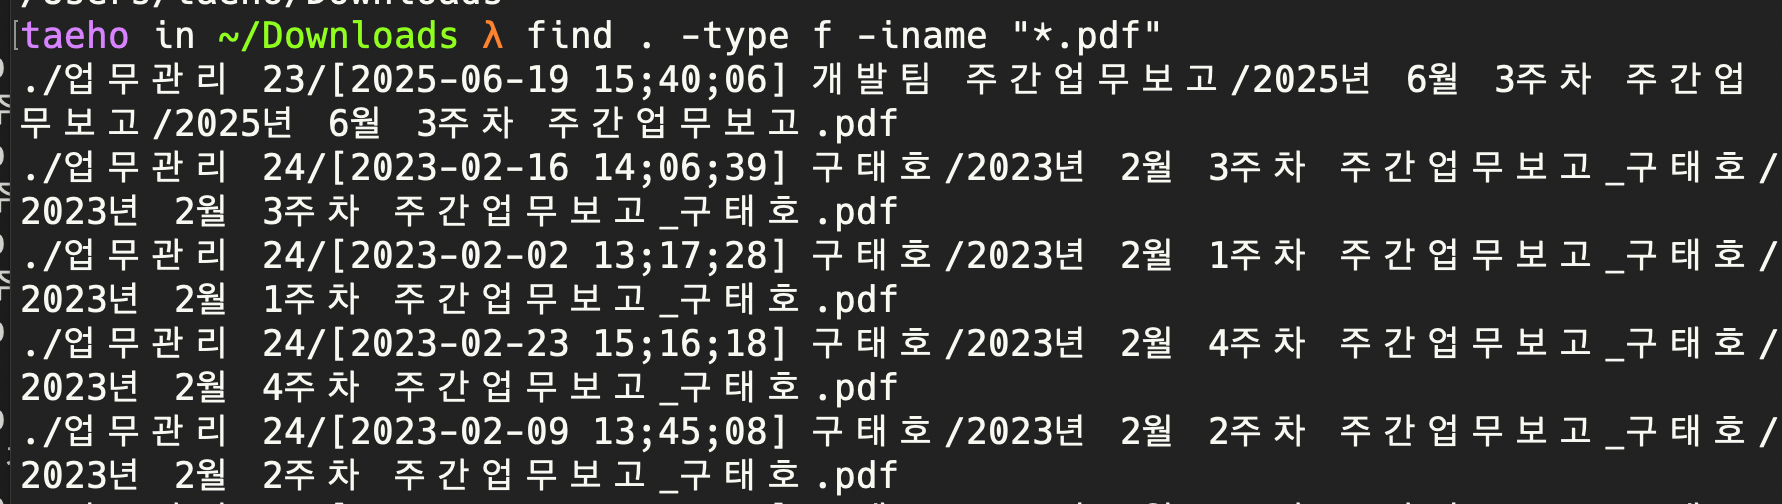 taeho in ~/Downloads λ find . -type f -iname "*.pdf"
./업무관리 23/[2025-06-19 15;40;06] 개발팀 주간업무보고/2025년 6월 3주차 주간업
무보고/2025년 6월 3주차 주간업무보고.pdf
./업무관리 24/[2023-02-16 14;06;39] 구태호/2023년 2월 3주차 주간업무보고_구태호/
2023년 2월 3주차 주간업무보고_구태호.pdf
./업무관리 24/[2023-02-02 13;17;28] 구태호/2023년 2월 1주차 주간업무보고_구태호/
2023년 2월 1주차 주간업무보고_구태호.pdf
./업무관리 24/[2023-02-23 15;16;18] 구태호/2023년 2월 4주차 주간업무보고_구태호/
2023년 2월 4주차 주간업무보고_구태호.pdf
./업무관리 24/[2023-02-09 13;45;08] 구태호/2023년 2월 2주차 주간업무보고_구태호/
2023년 2월 2주차 주간업무보고_구태호.pdf